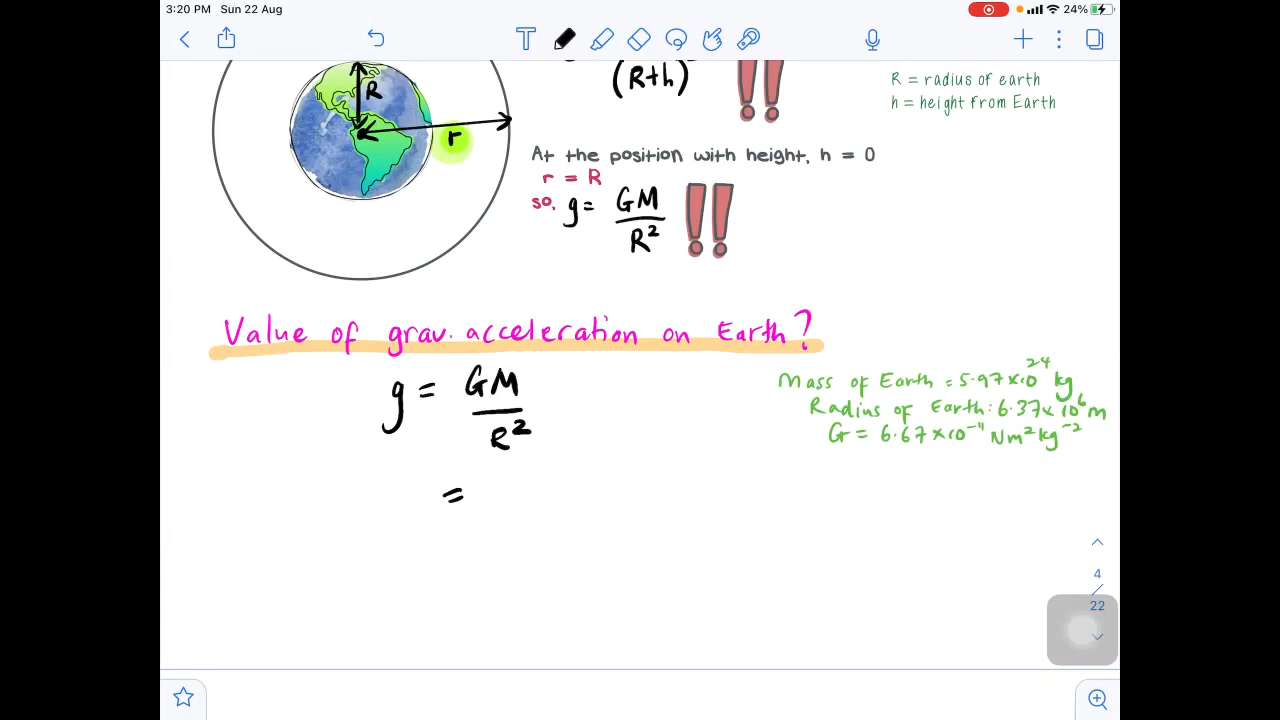 3:20 PM Sun 22 Aug
24%
T
(R+h)
R = radius of earth
h = height from Earth
R
r
At the position with height, h = 0
r = R
so, g = GM
R²
Value of grav. acceleration on Earth?
g = GM
R²
=
Mass of Earth = 5.97×10²⁴ kg
Radius of Earth: 6.37×10⁶ m
G = 6.67×10⁻¹¹ Nm²kg⁻²
4
/
22